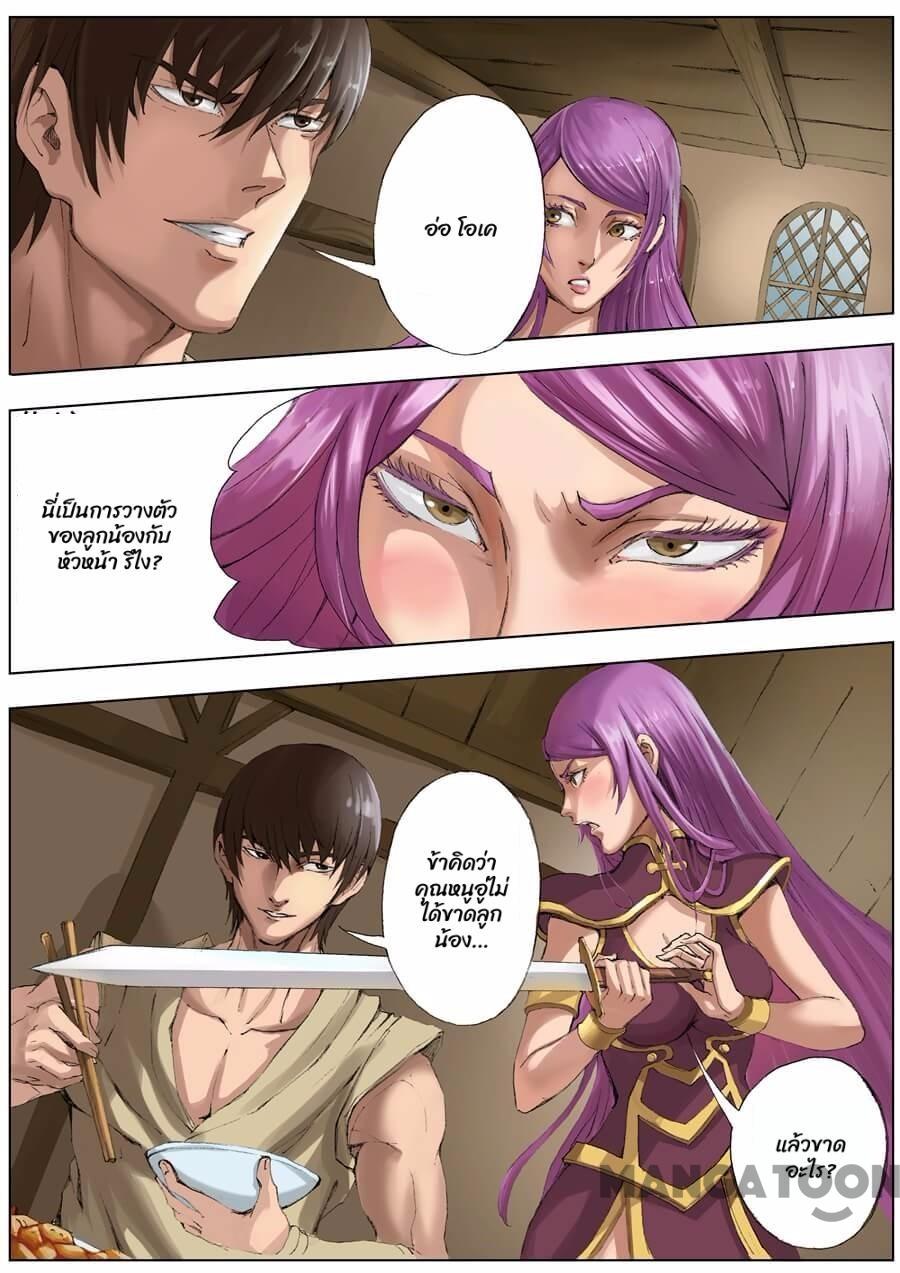 อ่อ โอเค
นี่เป็นการวางตัว
ของลูกน้องกับ
หัวหน้า รึไง?
ข้าคิดว่า
คุณหนูอู๋ไม่
ได้ขาดลูก
น้อง...
แล้วขาด
อะไร?
MANGATOON